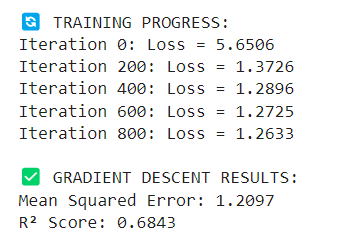 🔄 TRAINING PROGRESS:
Iteration 0: Loss = 5.6506
Iteration 200: Loss = 1.3726
Iteration 400: Loss = 1.2896
Iteration 600: Loss = 1.2725
Iteration 800: Loss = 1.2633
✅ GRADIENT DESCENT RESULTS:
Mean Squared Error: 1.2097
R² Score: 0.6843